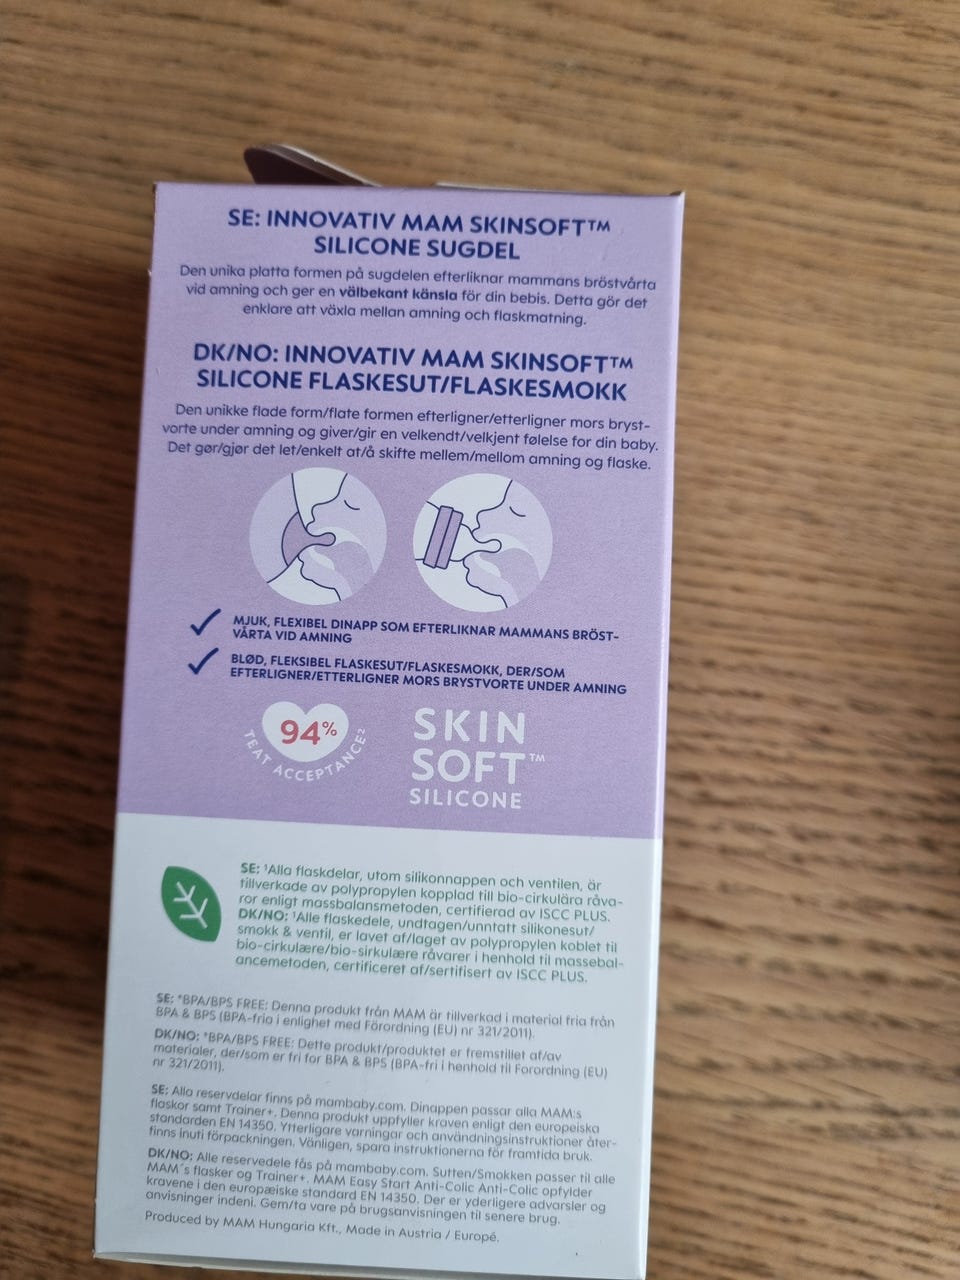 SE: INNOVATIV MAM SKINSOFT™
SILICONE SUGDEL
Den unika platta formen på sugdelen efterliknar mammans bröstvårta
vid amning och ger en välbekant känsla för din bebis. Detta gör det
enklare att växla mellan amning och flaskmatning.
DK/NO: INNOVATIV MAM SKINSOFT™
SILICONE FLASKESUT/FLASKESMOKK
Den unikke flade form/flate formen efterligner/etterligner mors bryst-
vorte under amning og giver/gir en velkendt/velkjent følelse for din baby.
Det gør/gjør det let/enkelt at/å skifte mellem/mellom amning og flaske.
MJUK, FLEXIBEL DINAPP SOM EFTERLIKNAR MAMMANS BRÖST-
VÅRTA VID AMNING
BLØD, FLEKSIBEL FLASKESUT/FLASKESMOKK, DER/SOM
EFTERLIGNER/ETTERLIGNER MORS BRYSTVORTE UNDER AMNING
94%
TEAT ACCEPTANCE²
SKIN
SOFT™
SILICONE
SE: ¹Alla flaskdelar, utom silikonnappen och ventilen, är
tillverkade av polypropylen kopplad till bio-cirkulära råva-
ror enligt massbalansmetoden, certifierad av ISCC PLUS.
DK/NO: ¹Alle flaskedele, undtagen/unntatt silikonesut/
smokk & ventil, er lavet af/laget av polypropylen koblet til
bio-cirkulære/bio-sirkulære råvarer i henhold til massebal-
ancemetoden, certificeret af/sertifisert av ISCC PLUS.
SE: *BPA/BPS FREE: Denna produkt från MAM är tillverkad i material fria från
BPA & BPS (BPA-fria i enlighet med Förordning (EU) nr 321/2011).
DK/NO: *BPA/BPS FREE: Dette produkt/produktet er fremstillet af/av
materialer, der/som er fri for BPA & BPS (BPA-fri i henhold til Forordning (EU)
nr 321/2011).
SE: Alla reservdelar finns på mambaby.com. Dinappen passar alla MAM:s
flaskor samt Trainer+. Denna produkt uppfyller kraven enligt den europeiska
standarden EN 14350. Ytterligare varningar och användningsinstruktioner åter-
finns inuti förpackningen. Vänligen, spara instruktionerna för framtida bruk.
DK/NO: Alle reservedele fås på mambaby.com. Sutten/Smokken passer til alle
MAM´s flasker og Trainer+. MAM Easy Start Anti-Colic Anti-Colic opfylder
kravene i den europæiske standard EN 14350. Der er yderligere advarsler og
anvisninger indeni. Gem/ta vare på brugsanvisningen til senere brug.
Produced by MAM Hungaria Kft., Made in Austria / Europé.